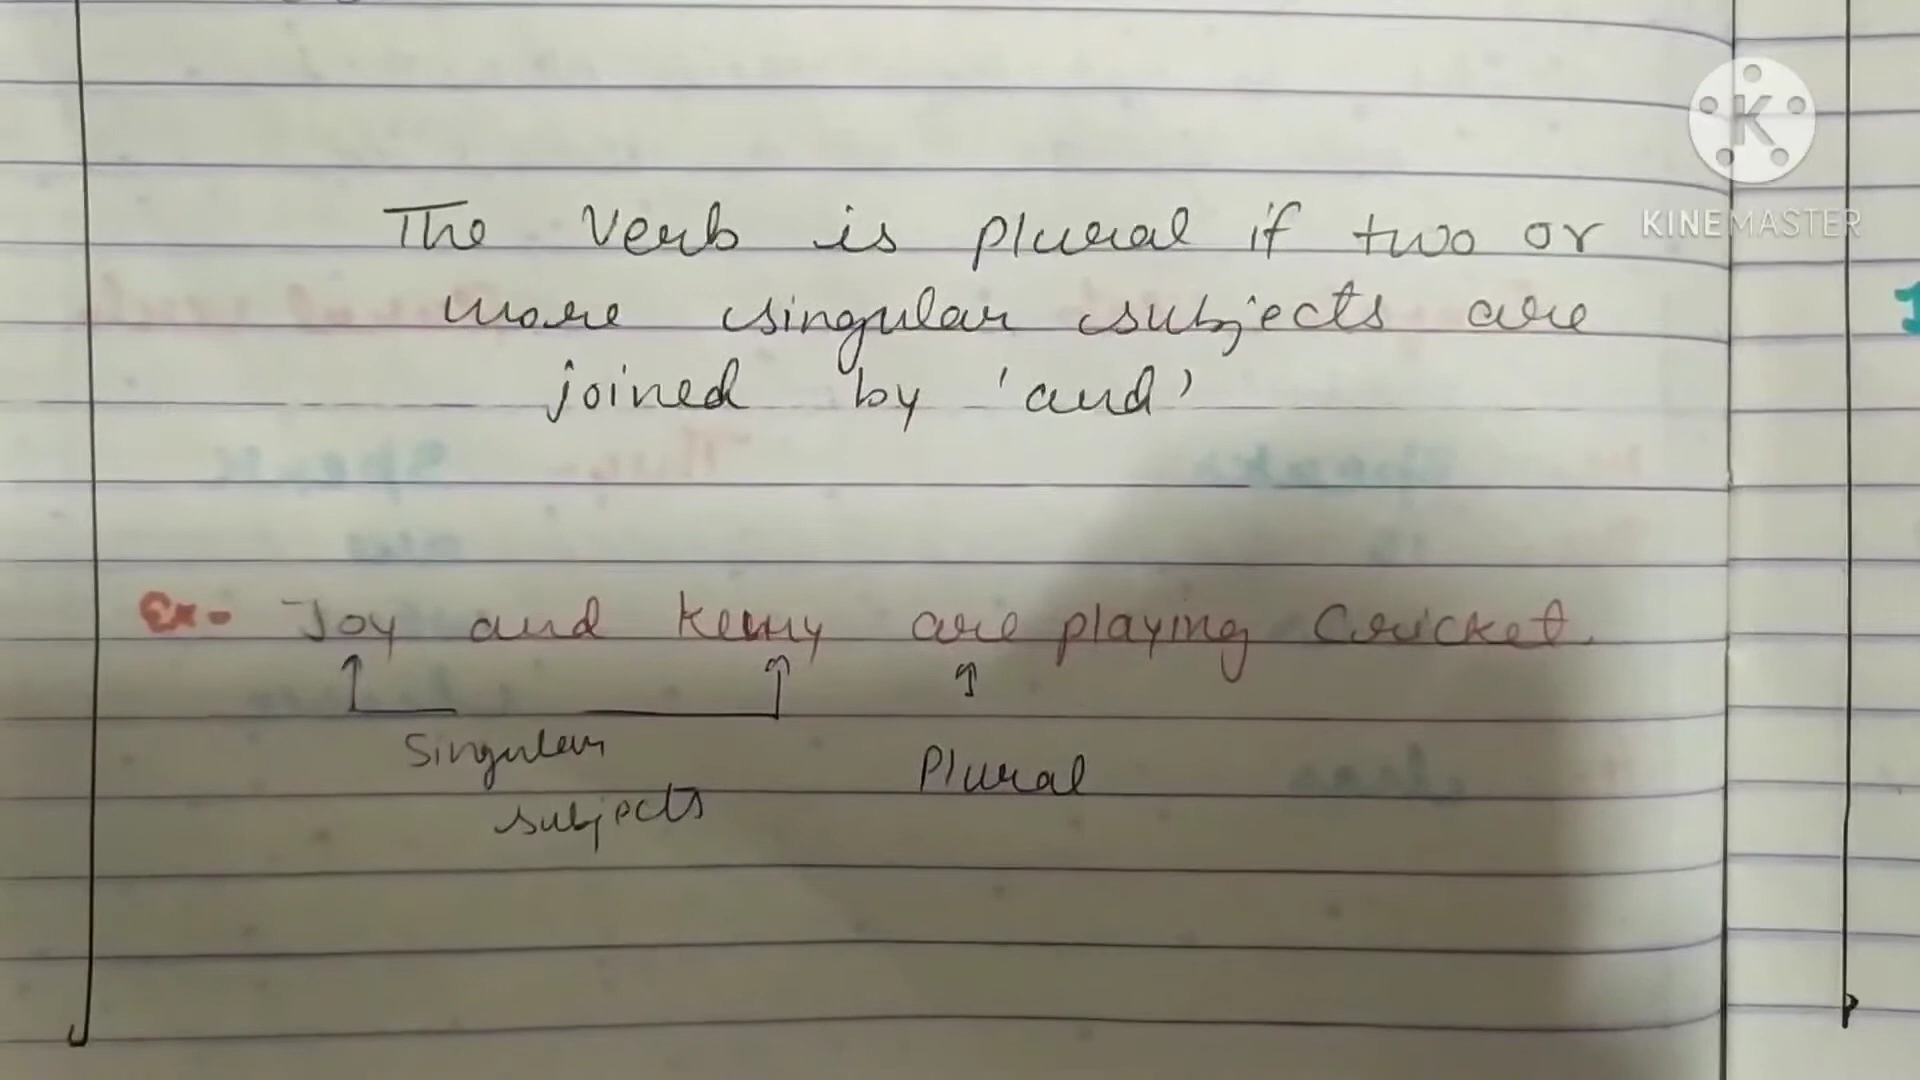 KINEMASTER
The verb is plural if two or
more singular subjects are
joined by 'and'
Ex- Joy and kerry are playing Cricket.
Singular
subjects
Plural